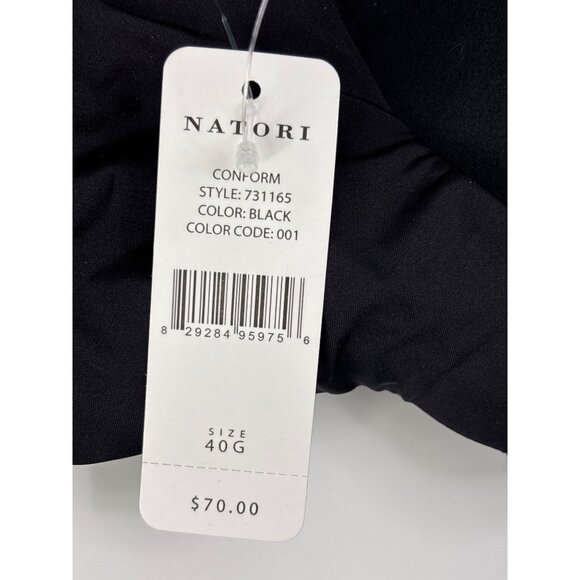 NATORI
CONFORM
STYLE: 731165
COLOR: BLACK
COLOR CODE: 001
8 29284 95975 6
SIZE
40G
$70.00